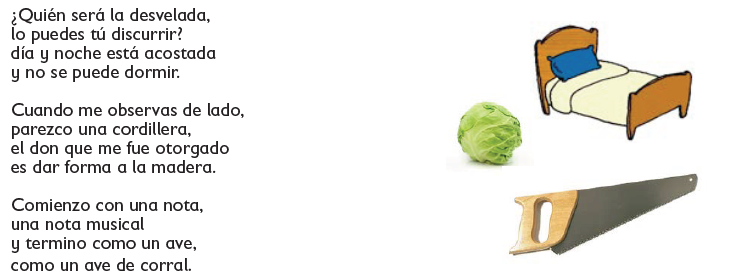 ¿Quién será la desvelada,
lo puedes tú discurrir?
día y noche está acostada
y no se puede dormir.

Cuando me observas de lado,
parezco una cordillera,
el don que me fue otorgado
es dar forma a la madera.

Comienzo con una nota,
una nota musical
y termino como un ave,
como un ave de corral.